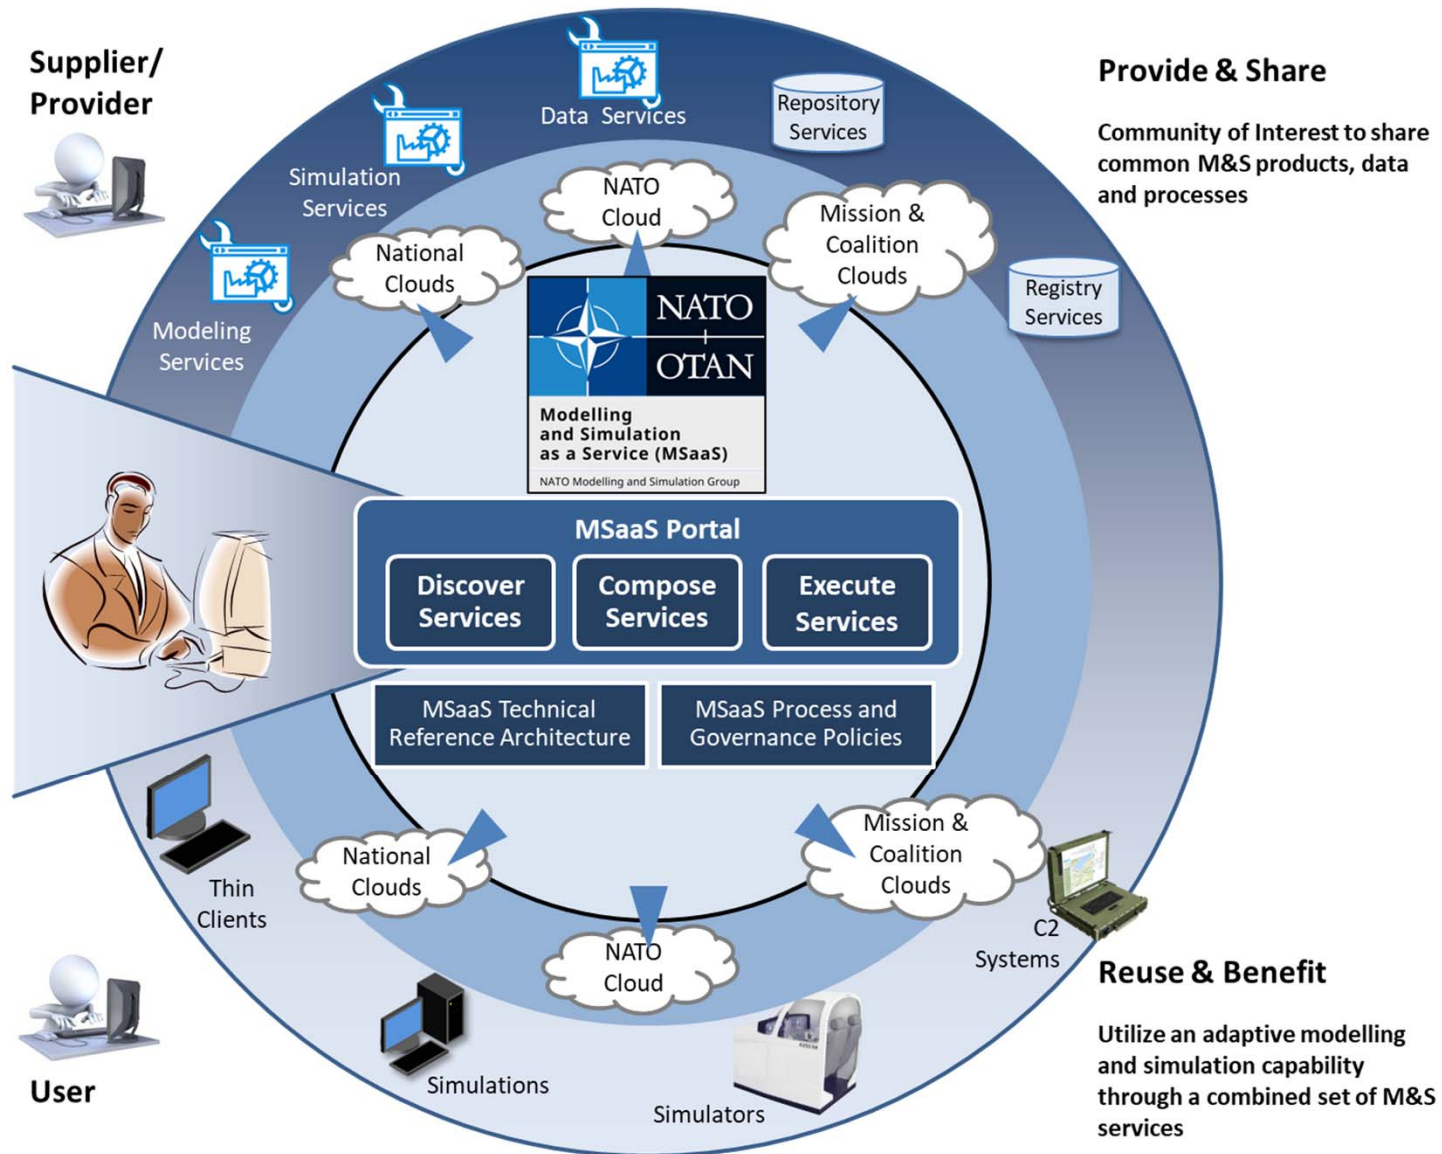 Supplier/
Provider
Provide & Share
Community of Interest to share
common M&S products, data
and processes
Data  Services
Repository
Services
Simulation
Services
Registry
Services
Modeling
Services
National
Clouds
NATO
Cloud
Mission &
Coalition
Clouds
NATO
OTAN
Modelling
and Simulation
as a Service (MSaaS)
NATO Modelling and Simulation Group
MSaaS Portal
Discover
Services
Compose
Services
Execute
Services
MSaaS Technical
Reference Architecture
MSaaS Process and
Governance Policies
National
Clouds
NATO
Cloud
Mission &
Coalition
Clouds
Thin
Clients
Simulations
Simulators
C2
Systems
User
Reuse & Benefit
Utilize an adaptive modelling
and simulation capability
through a combined set of M&S
services